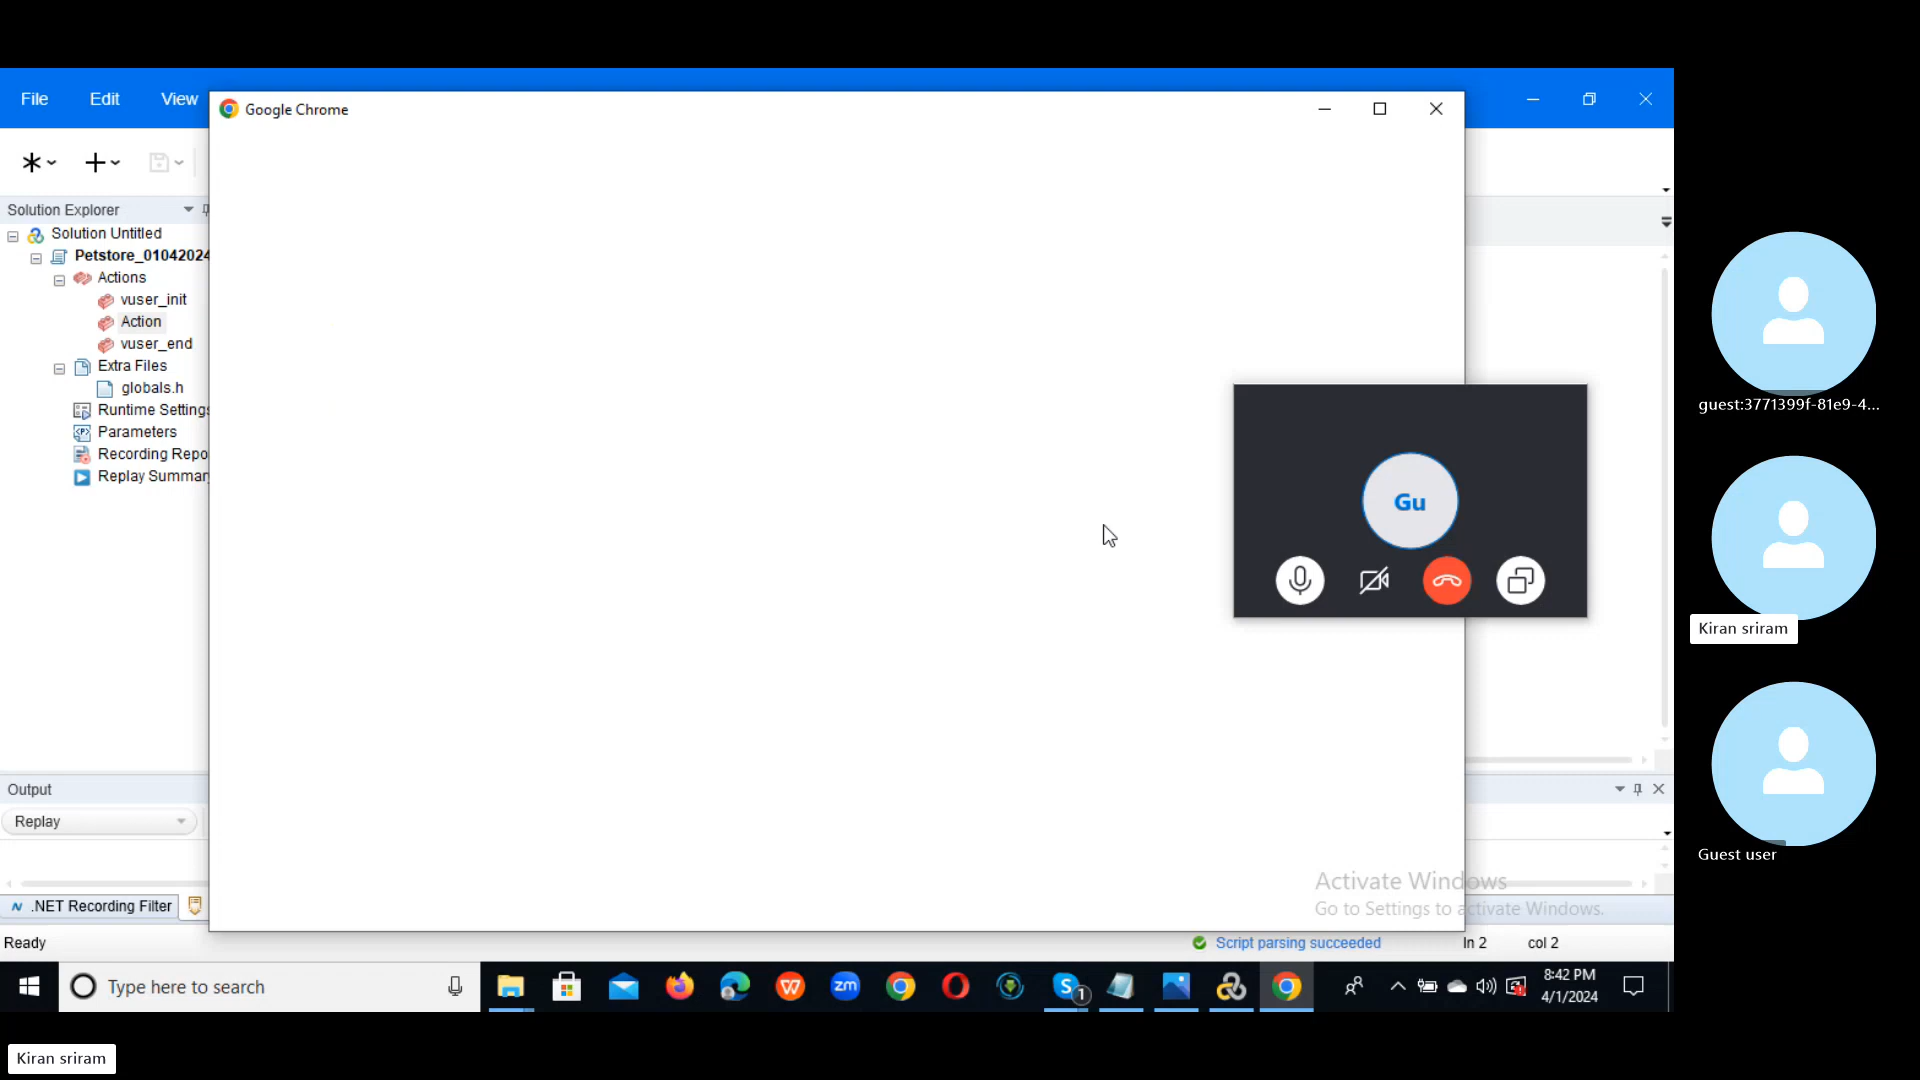 File Edit View
Google Chrome
Solution Explorer
Solution Untitled
Petstore_01042024
Actions
vuser_init
Action
vuser_end
Extra Files
globals.h
Runtime Settings
Parameters
Recording Repo
Replay Summar
Gu
guest:3771399f-81e9-4...
Kiran sriram
Guest user
Output
Replay
Activate Windows
Go to Settings to activate Windows.
.NET Recording Filter
Ready
Script parsing succeeded
ln 2
col 2
Type here to search
zm
S
1
8:42 PM
4/1/2024
Kiran sriram